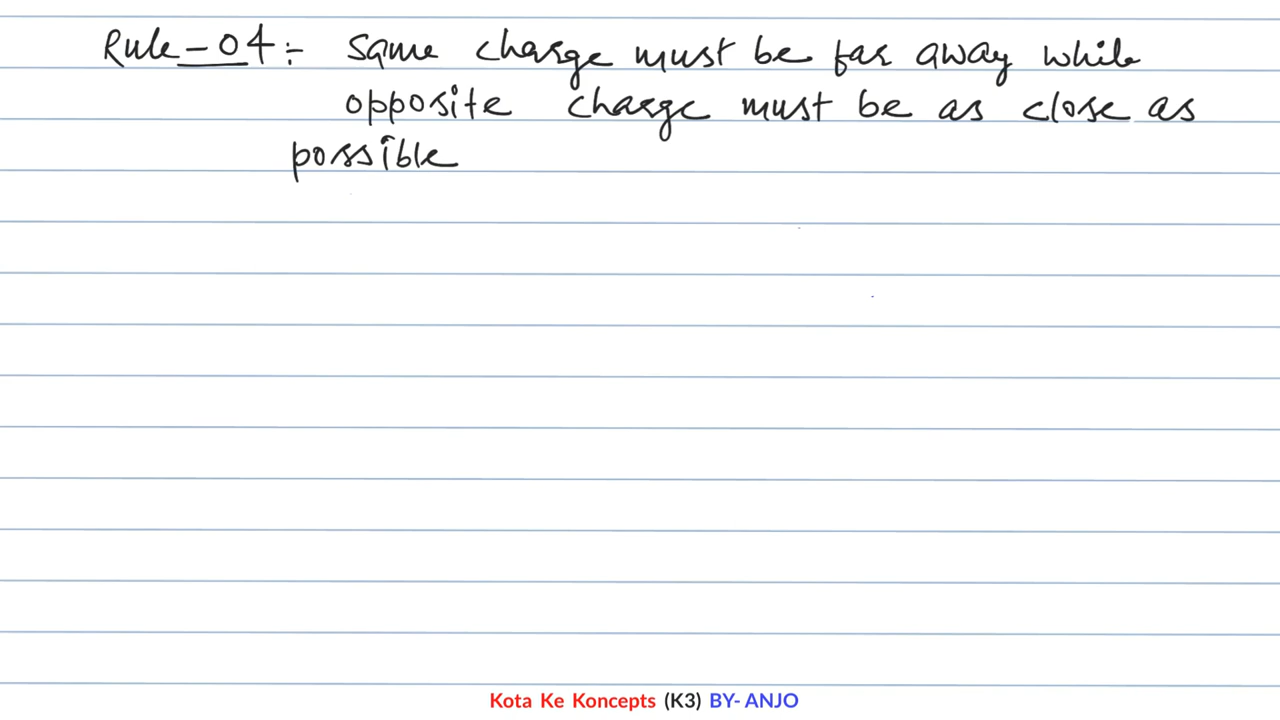 Rule-04:- Same charge must be far away while
opposite charge must be as close as
possible
Kota Ke Koncepts (K3) BY- ANJO